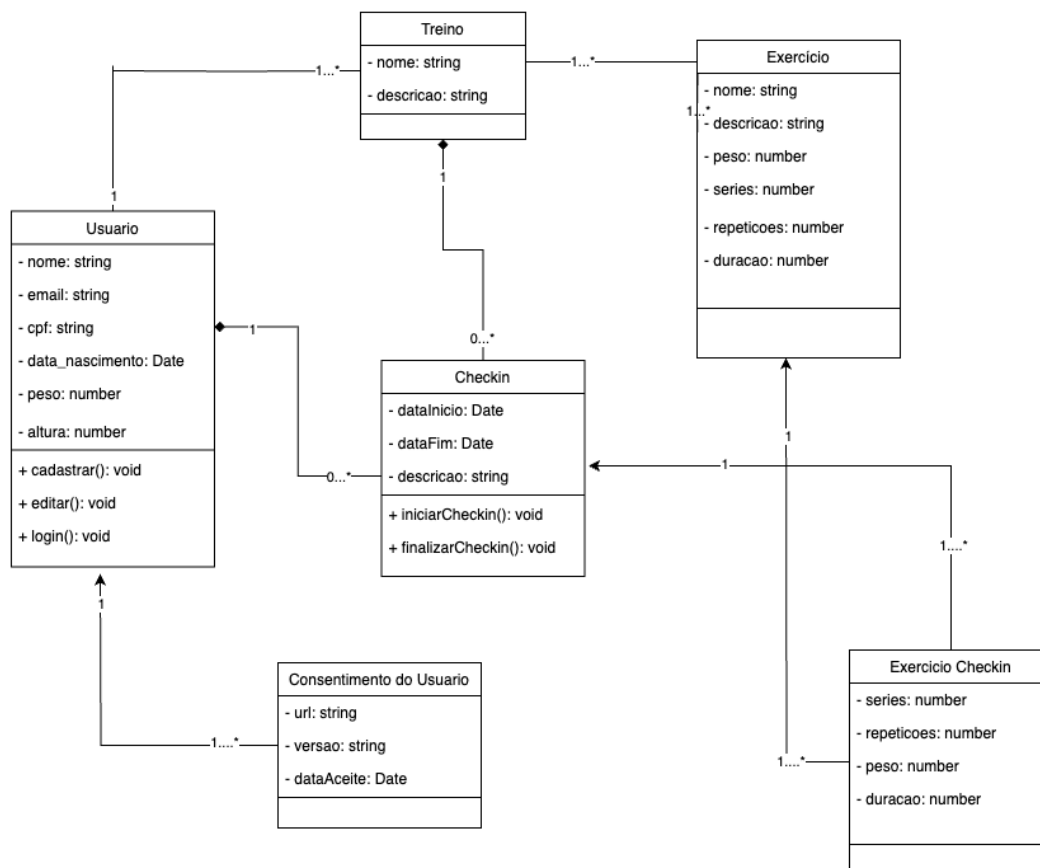 Treino
- nome: string
- descricao: string
1...*
1...*
1
1
Exercício
- nome: string
1...*
- descricao: string
- peso: number
- series: number
- repeticoes: number
- duracao: number
Usuario
- nome: string
- email: string
- cpf: string
- data_nascimento: Date
- peso: number
- altura: number
+ cadastrar(): void
+ editar(): void
+ login(): void
1
0...*
0...*
Checkin
- dataInicio: Date
- dataFim: Date
- descricao: string
+ iniciarCheckin(): void
+ finalizarCheckin(): void
1
1
1....*
1
1....*
Consentimento do Usuario
- url: string
- versao: string
- dataAceite: Date
Exercicio Checkin
- series: number
- repeticoes: number
- peso: number
- duracao: number
1....*